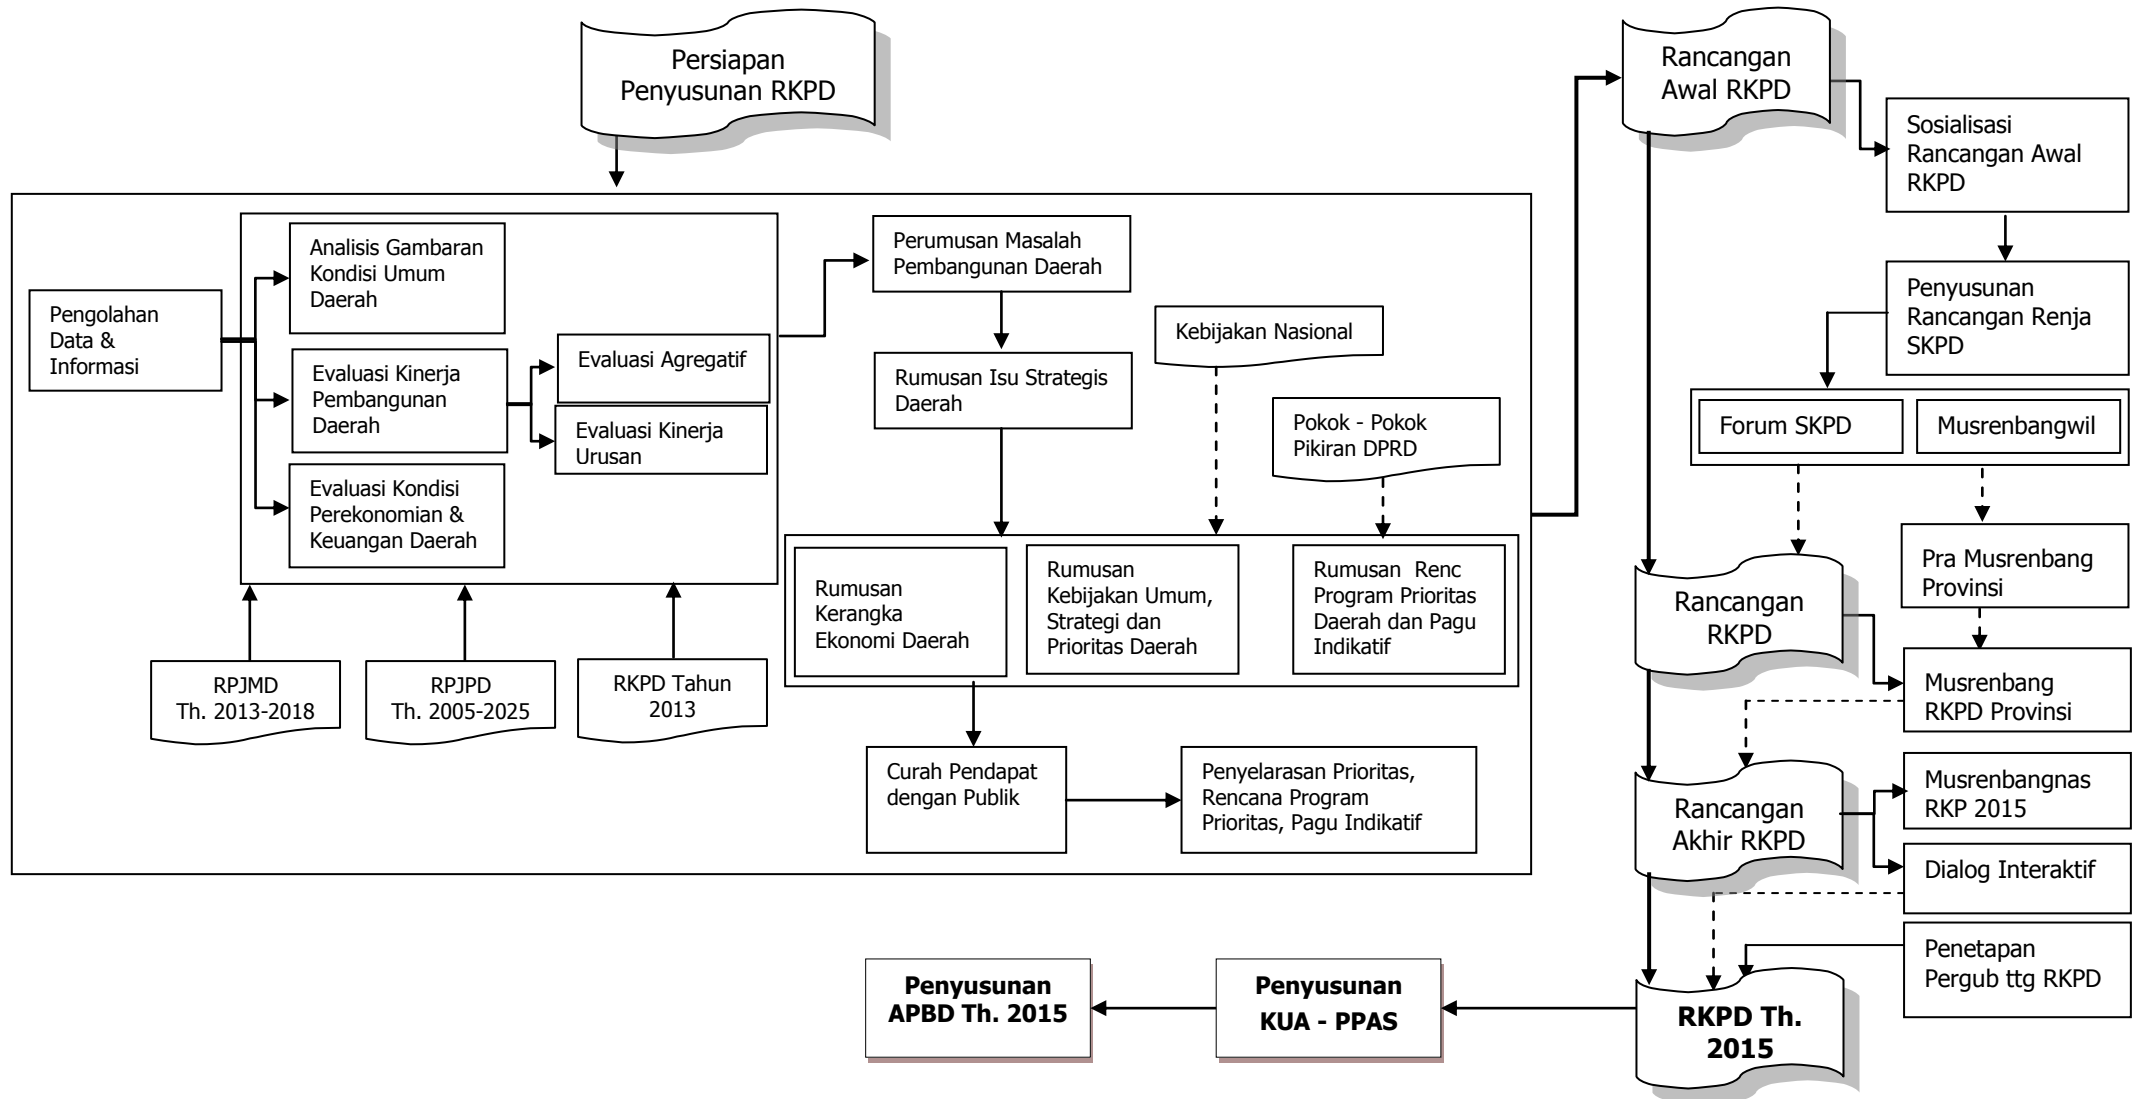 Persiapan
Penyusunan RKPD
Pengolahan
Data &
Informasi
Analisis Gambaran
Kondisi Umum
Daerah
Evaluasi Kinerja
Pembangunan
Daerah
Evaluasi Kondisi
Perekonomian &
Keuangan Daerah
Evaluasi Agregatif
Evaluasi Kinerja
Urusan
RPJMD
Th. 2013-2018
RPJPD
Th. 2005-2025
RKPD Tahun
2013
Perumusan Masalah
Pembangunan Daerah
Rumusan Isu Strategis
Daerah
Kebijakan Nasional
Pokok - Pokok
Pikiran DPRD
Rumusan
Kerangka
Ekonomi Daerah
Rumusan
Kebijakan Umum,
Strategi dan
Prioritas Daerah
Rumusan  Renc
Program Prioritas
Daerah dan Pagu
Indikatif
Curah Pendapat
dengan Publik
Penyelarasan Prioritas,
Rencana Program
Prioritas, Pagu Indikatif
Rancangan
Awal RKPD
Sosialisasi
Rancangan Awal
RKPD
Penyusunan
Rancangan Renja
SKPD
Forum SKPD
Musrenbangwil
Pra Musrenbang
Provinsi
Rancangan
RKPD
Musrenbang
RKPD Provinsi
Rancangan
Akhir RKPD
Musrenbangnas
RKP 2015
Dialog Interaktif
Penetapan
Pergub ttg RKPD
RKPD Th.
2015
Penyusunan
KUA - PPAS
Penyusunan
APBD Th. 2015